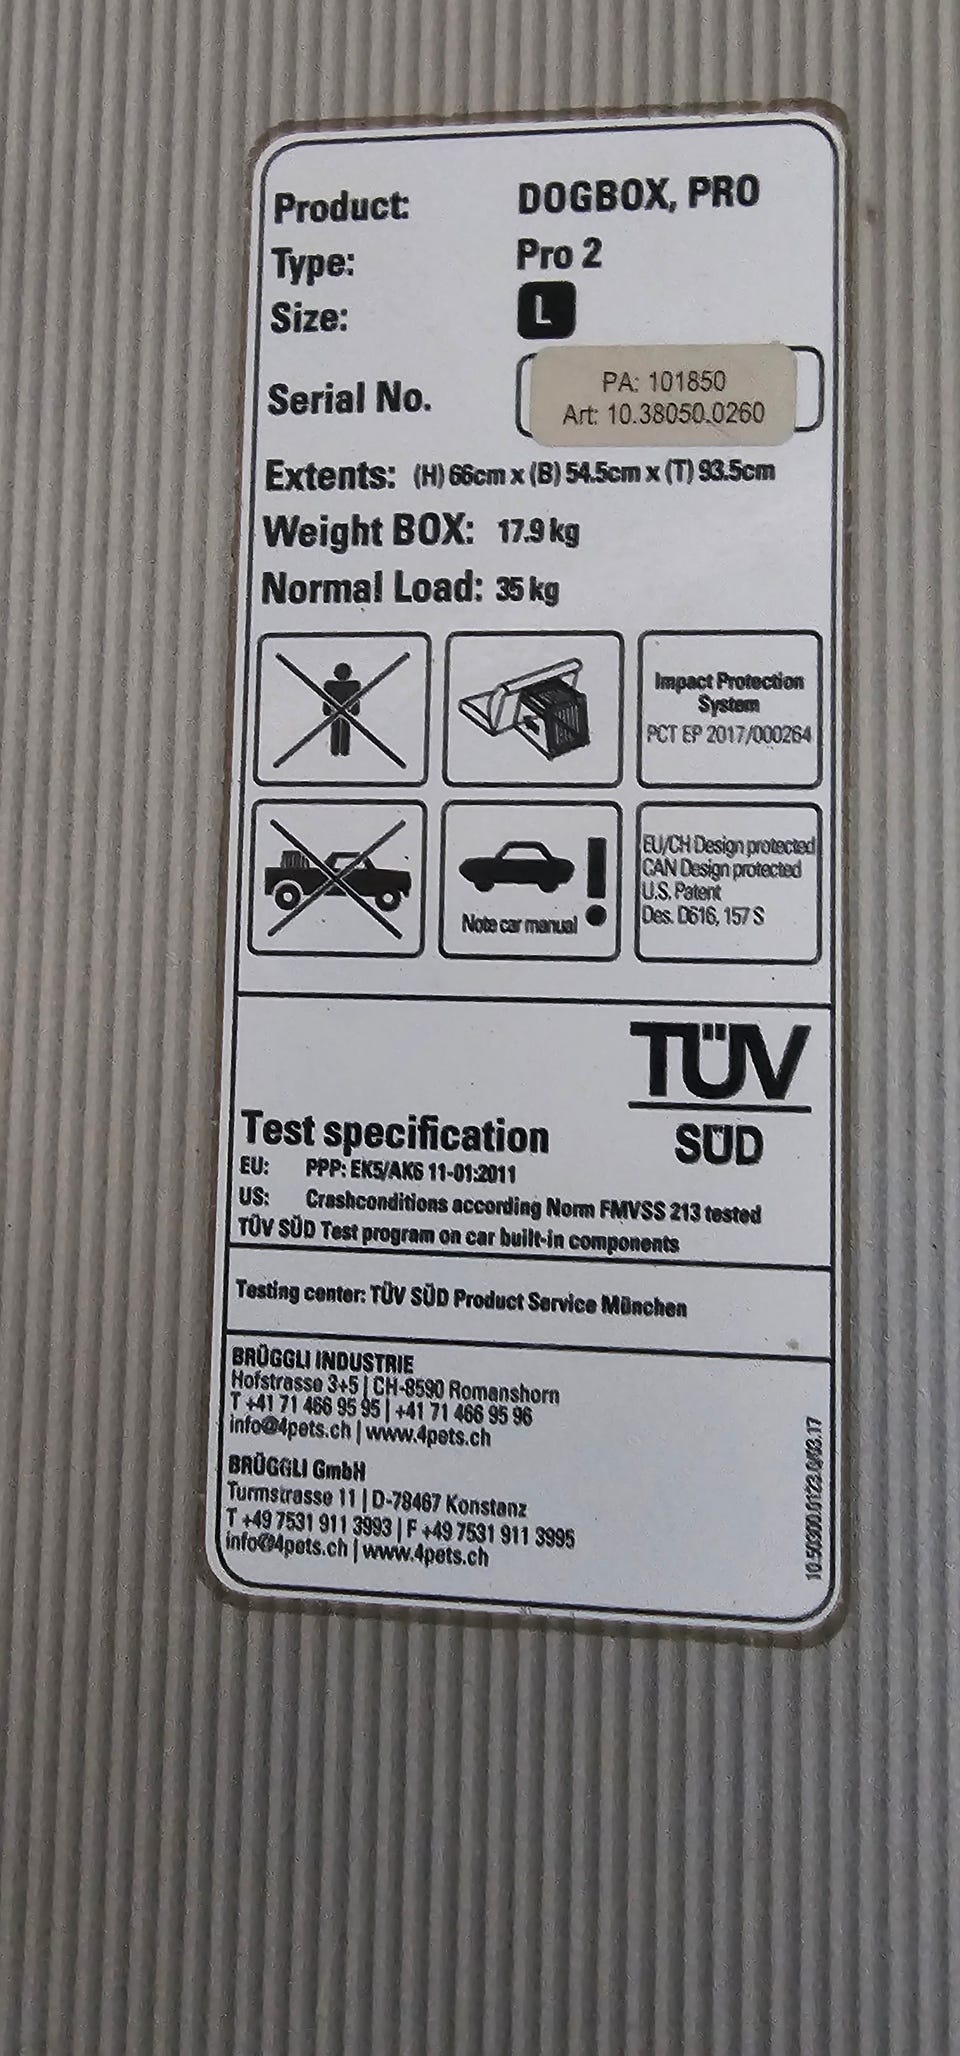 Product: DOGBOX, PRO
Type: Pro 2
Size: L
Serial No. PA: 101850
Art: 10.38050.0260
Extents: (H) 66cm x (B) 54.5cm x (T) 93.5cm
Weight BOX: 17.9 kg
Normal Load: 35 kg
Impact Protection
System
PCT EP 2017/000264
Note car manual
EU/CH Design protected
CAN Design protected
U.S. Patent
Des. D616, 157 S
TÜV
SÜD
Test specification
EU: PPP: EK5/AK6 11-01:2011
US: Crashconditions according Norm FMVSS 213 tested
TÜV SÜD Test program on car built-in components
Testing center: TÜV SÜD Product Service München
BRÜGGLI INDUSTRIE
Hofstrasse 3+5 | CH-8590 Romanshorn
T +41 71 466 95 95 | +41 71 466 95 96
info@4pets.ch | www.4pets.ch
BRÜGGLI GmbH
Turmstrasse 11 | D-78467 Konstanz
T +49 7531 911 3993 | F +49 7531 911 3995
info@4pets.ch | www.4pets.ch
10.50300.0123.0/03.17